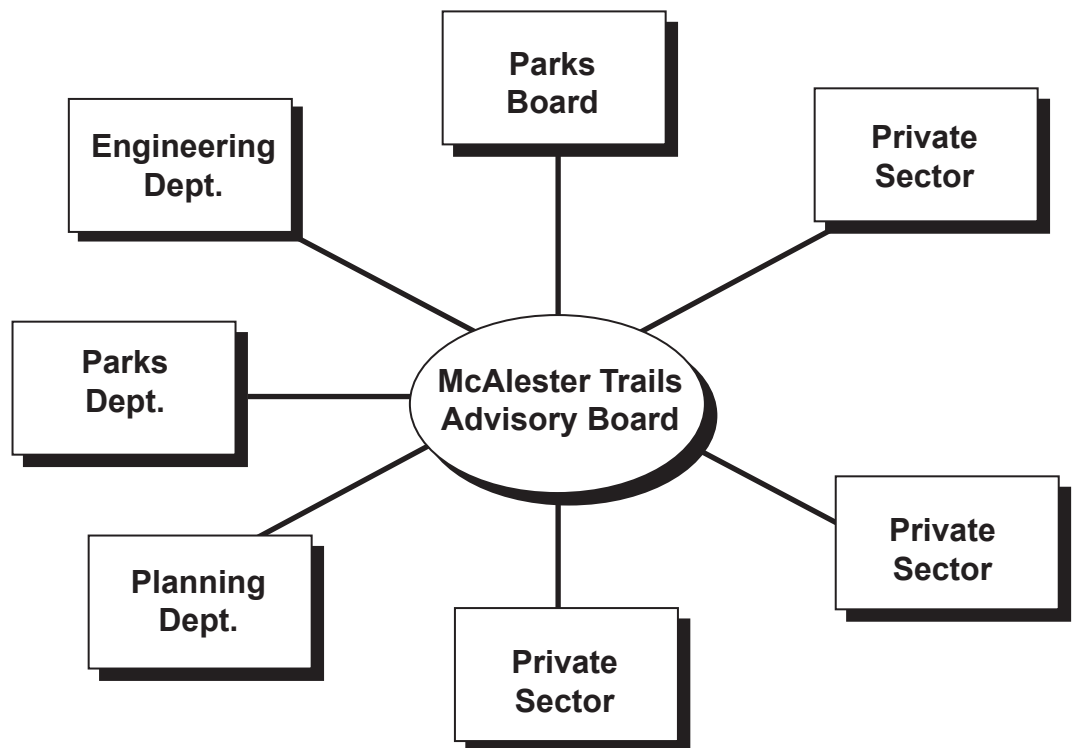 Parks
Board
Engineering
Dept.
Private
Sector
Parks
Dept.
McAlester Trails
Advisory Board
Private
Sector
Planning
Dept.
Private
Sector